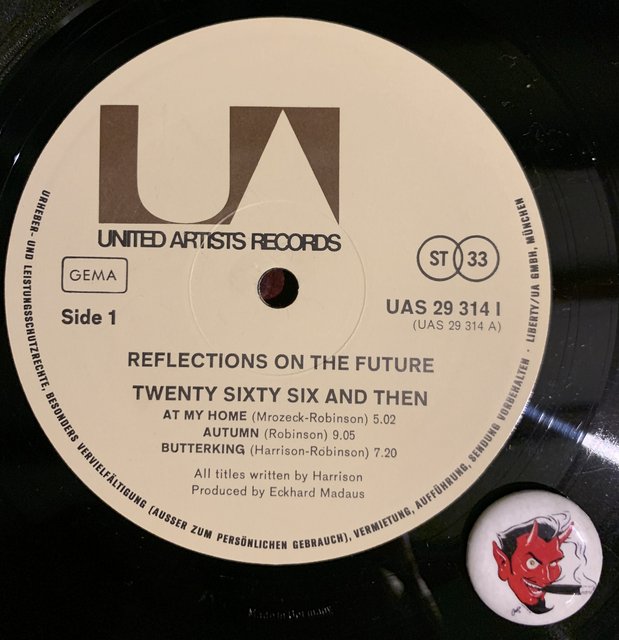 UA
UNITED ARTISTS RECORDS
GEMA
ST 33
Side 1
UAS 29 314 I
(UAS 29 314 A)
REFLECTIONS ON THE FUTURE
TWENTY SIXTY SIX AND THEN
AT MY HOME (Mrozeck-Robinson) 5.02
AUTUMN (Robinson) 9.05
BUTTERKING (Harrison-Robinson) 7.20
All titles written by Harrison
Produced by Eckhard Madaus
URHEBER- UND LEISTUNGSSCHUTZRECHTE, BESONDERS VERVIELFÄLTIGUNG (AUSSER ZUM PERSÖNLICHEN GEBRAUCH), VERMIETUNG, AUFFÜHRUNG, SENDUNG VORBEHALTEN · LIBERTY/UA GMBH, MÜNCHEN
Made in Germany